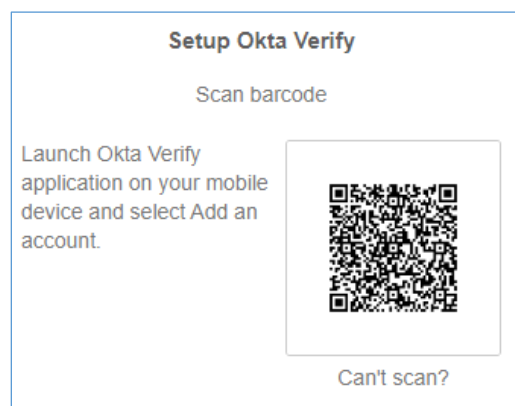 Setup Okta Verify
Scan barcode
Launch Okta Verify
application on your mobile
device and select Add an
account.
Can't scan?